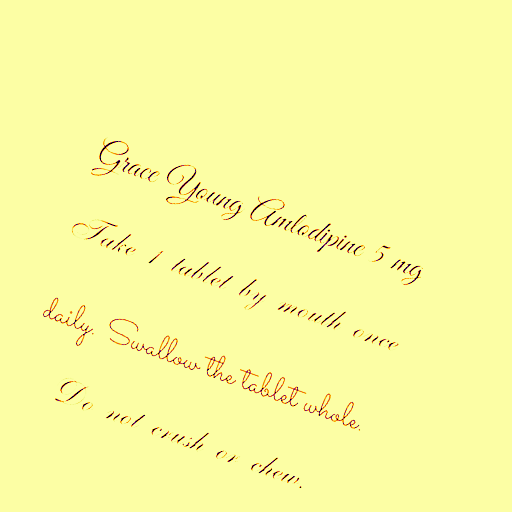 Grace Young Amlodipine 5 mg
Take 1 tablet by mouth once
daily. Swallow the tablet whole.
Do not crush or chew.